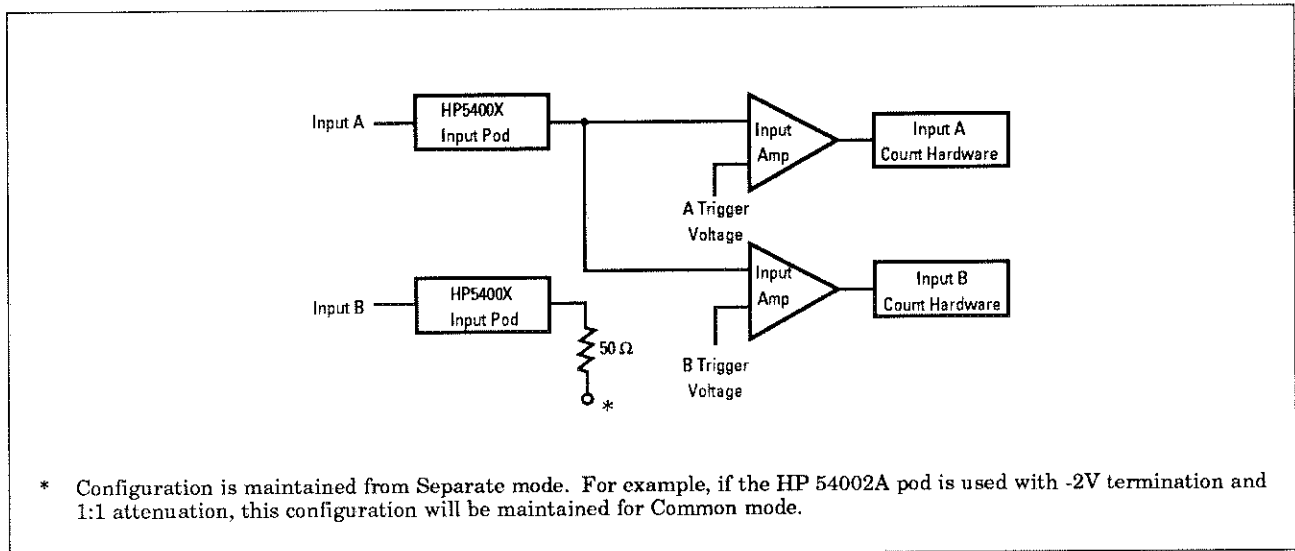 HP5400X
Input Pod
Input A
Input
Amp
Input A
Count Hardware
A Trigger
Voltage
HP5400X
Input Pod
Input B
50 Ω
*
Input
Amp
Input B
Count Hardware
B Trigger
Voltage
* Configuration is maintained from Separate mode. For example, if the HP 54002A pod is used with -2V termination and
1:1 attenuation, this configuration will be maintained for Common mode.